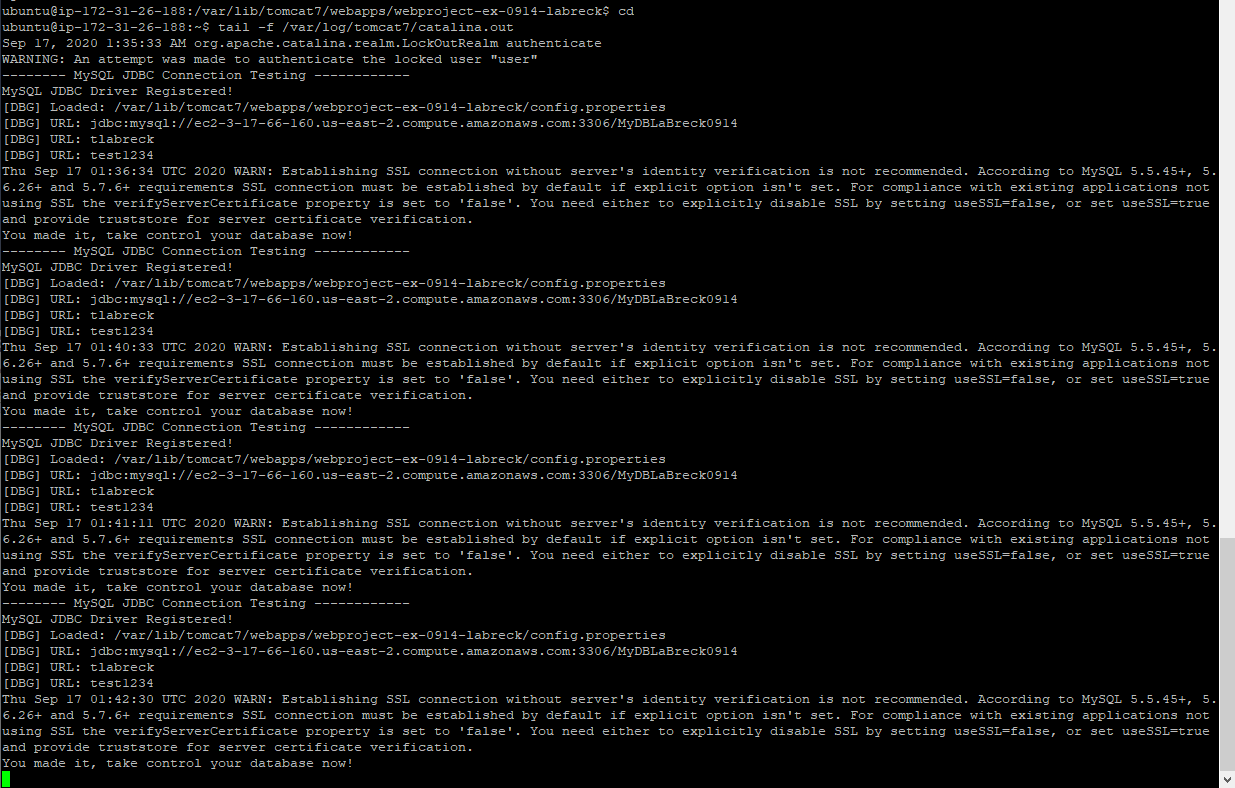 ubuntu@ip-172-31-26-188:/var/lib/tomcat7/webapps/webproject-ex-0914-labreck$ cd
ubuntu@ip-172-31-26-188:~$ tail -f /var/log/tomcat7/catalina.out
Sep 17, 2020 1:35:33 AM org.apache.catalina.realm.LockOutRealm authenticate
WARNING: An attempt was made to authenticate the locked user "user"
-------- MySQL JDBC Connection Testing ------------
MySQL JDBC Driver Registered!
[DBG] Loaded: /var/lib/tomcat7/webapps/webproject-ex-0914-labreck/config.properties
[DBG] URL: jdbc:mysql://ec2-3-17-66-160.us-east-2.compute.amazonaws.com:3306/MyDBLaBreck0914
[DBG] URL: tlabreck
[DBG] URL: test1234
Thu Sep 17 01:36:34 UTC 2020 WARN: Establishing SSL connection without server's identity verification is not recommended. According to MySQL 5.5.45+, 5.
6.26+ and 5.7.6+ requirements SSL connection must be established by default if explicit option isn't set. For compliance with existing applications not
using SSL the verifyServerCertificate property is set to 'false'. You need either to explicitly disable SSL by setting useSSL=false, or set useSSL=true
and provide truststore for server certificate verification.
You made it, take control your database now!
-------- MySQL JDBC Connection Testing ------------
MySQL JDBC Driver Registered!
[DBG] Loaded: /var/lib/tomcat7/webapps/webproject-ex-0914-labreck/config.properties
[DBG] URL: jdbc:mysql://ec2-3-17-66-160.us-east-2.compute.amazonaws.com:3306/MyDBLaBreck0914
[DBG] URL: tlabreck
[DBG] URL: test1234
Thu Sep 17 01:40:33 UTC 2020 WARN: Establishing SSL connection without server's identity verification is not recommended. According to MySQL 5.5.45+, 5.
6.26+ and 5.7.6+ requirements SSL connection must be established by default if explicit option isn't set. For compliance with existing applications not
using SSL the verifyServerCertificate property is set to 'false'. You need either to explicitly disable SSL by setting useSSL=false, or set useSSL=true
and provide truststore for server certificate verification.
You made it, take control your database now!
-------- MySQL JDBC Connection Testing ------------
MySQL JDBC Driver Registered!
[DBG] Loaded: /var/lib/tomcat7/webapps/webproject-ex-0914-labreck/config.properties
[DBG] URL: jdbc:mysql://ec2-3-17-66-160.us-east-2.compute.amazonaws.com:3306/MyDBLaBreck0914
[DBG] URL: tlabreck
[DBG] URL: test1234
Thu Sep 17 01:41:11 UTC 2020 WARN: Establishing SSL connection without server's identity verification is not recommended. According to MySQL 5.5.45+, 5.
6.26+ and 5.7.6+ requirements SSL connection must be established by default if explicit option isn't set. For compliance with existing applications not
using SSL the verifyServerCertificate property is set to 'false'. You need either to explicitly disable SSL by setting useSSL=false, or set useSSL=true
and provide truststore for server certificate verification.
You made it, take control your database now!
-------- MySQL JDBC Connection Testing ------------
MySQL JDBC Driver Registered!
[DBG] Loaded: /var/lib/tomcat7/webapps/webproject-ex-0914-labreck/config.properties
[DBG] URL: jdbc:mysql://ec2-3-17-66-160.us-east-2.compute.amazonaws.com:3306/MyDBLaBreck0914
[DBG] URL: tlabreck
[DBG] URL: test1234
Thu Sep 17 01:42:30 UTC 2020 WARN: Establishing SSL connection without server's identity verification is not recommended. According to MySQL 5.5.45+, 5.
6.26+ and 5.7.6+ requirements SSL connection must be established by default if explicit option isn't set. For compliance with existing applications not
using SSL the verifyServerCertificate property is set to 'false'. You need either to explicitly disable SSL by setting useSSL=false, or set useSSL=true
and provide truststore for server certificate verification.
You made it, take control your database now!